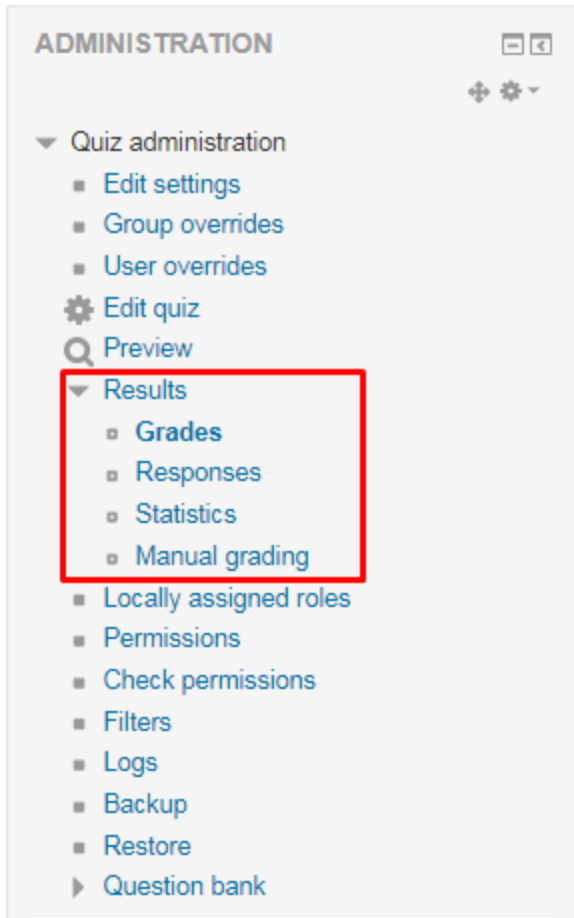 ADMINISTRATION
Quiz administration
Edit settings
Group overrides
User overrides
Edit quiz
Preview
Results
Grades
Responses
Statistics
Manual grading
Locally assigned roles
Permissions
Check permissions
Filters
Logs
Backup
Restore
Question bank